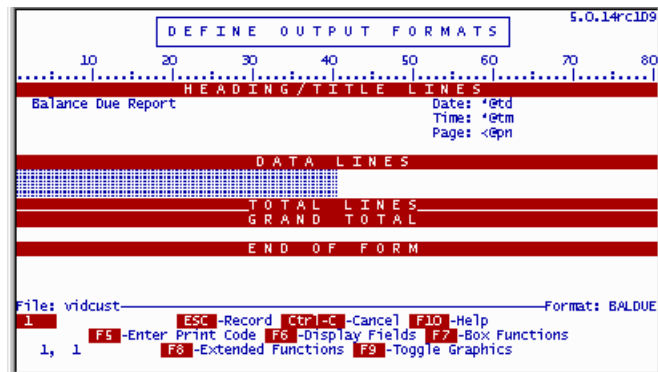 5.0.14rc1D9
DEFINE OUTPUT FORMATS
10 20 30 40 50 60 70 80
HEADING/TITLE LINES
Balance Due Report Date: *@td
Time: *@tm
Page: <@pn
DATA LINES
TOTAL LINES
GRAND TOTAL
END OF FORM
File: vidcust Format: BALDUE
1 ESC -Record Ctrl-C -Cancel F10 -Help
F5 -Enter Print Code F6 -Display Fields F7 -Box Functions
1, 1 F8 -Extended Functions F9 -Toggle Graphics